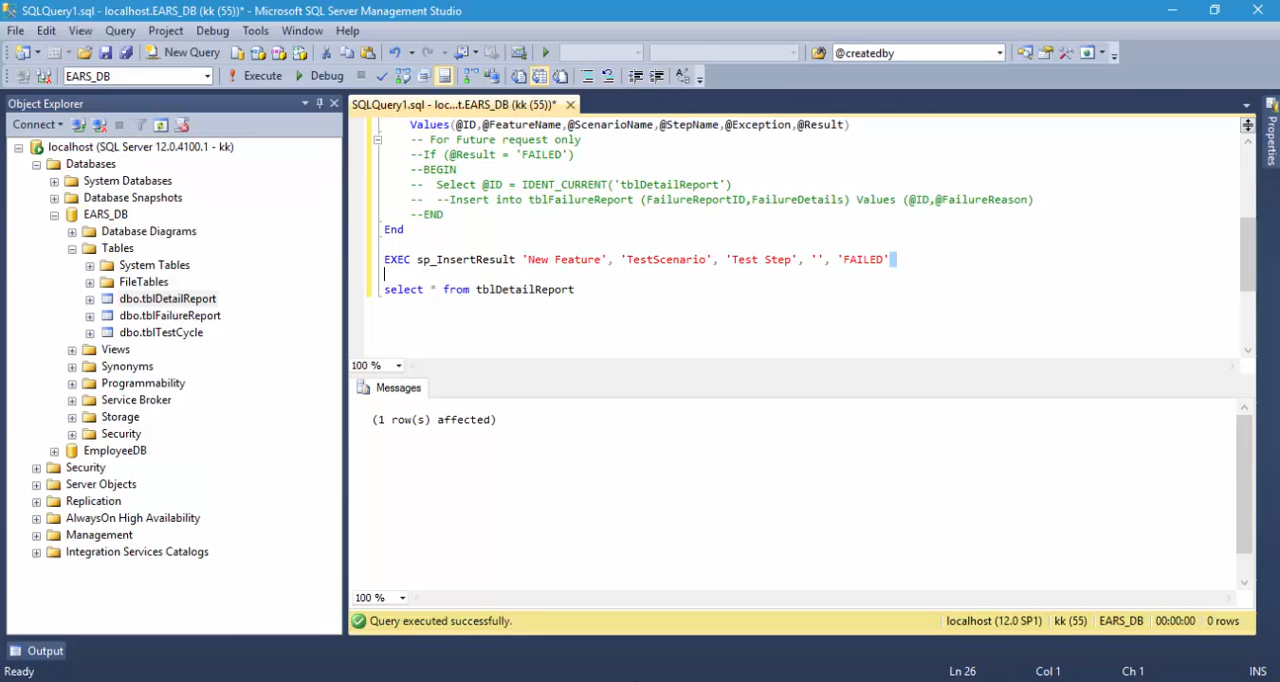 SQLQuery1.sql - localhost.EARS_DB (kk (55))* - Microsoft SQL Server Management Studio
File Edit View Query Project Debug Tools Window Help
New Query @createdby
EARS_DB Execute Debug
Object Explorer
Connect
localhost (SQL Server 12.0.4100.1 - kk)
Databases
System Databases
Database Snapshots
EARS_DB
Database Diagrams
Tables
System Tables
FileTables
dbo.tblDetailReport
dbo.tblFailureReport
dbo.tblTestCycle
Views
Synonyms
Programmability
Service Broker
Storage
Security
EmployeeDB
Security
Server Objects
Replication
AlwaysOn High Availability
Management
Integration Services Catalogs
SQLQuery1.sql - loc...t.EARS_DB (kk (55))*
Values(@ID,@FeatureName,@ScenarioName,@StepName,@Exception,@Result)
-- For Future request only
--If (@Result = 'FAILED')
--BEGIN
-- Select @ID = IDENT_CURRENT('tblDetailReport')
-- --Insert into tblFailureReport (FailureReportID,FailureDetails) Values (@ID,@FailureReason)
--END
End
EXEC sp_InsertResult 'New Feature', 'TestScenario', 'Test Step', '', 'FAILED'
select * from tblDetailReport
100 %
Messages
(1 row(s) affected)
100 %
Query executed successfully. localhost (12.0 SP1) kk (55) EARS_DB 00:00:00 0 rows
Properties
Output
Ready Ln 26 Col 1 Ch 1 INS